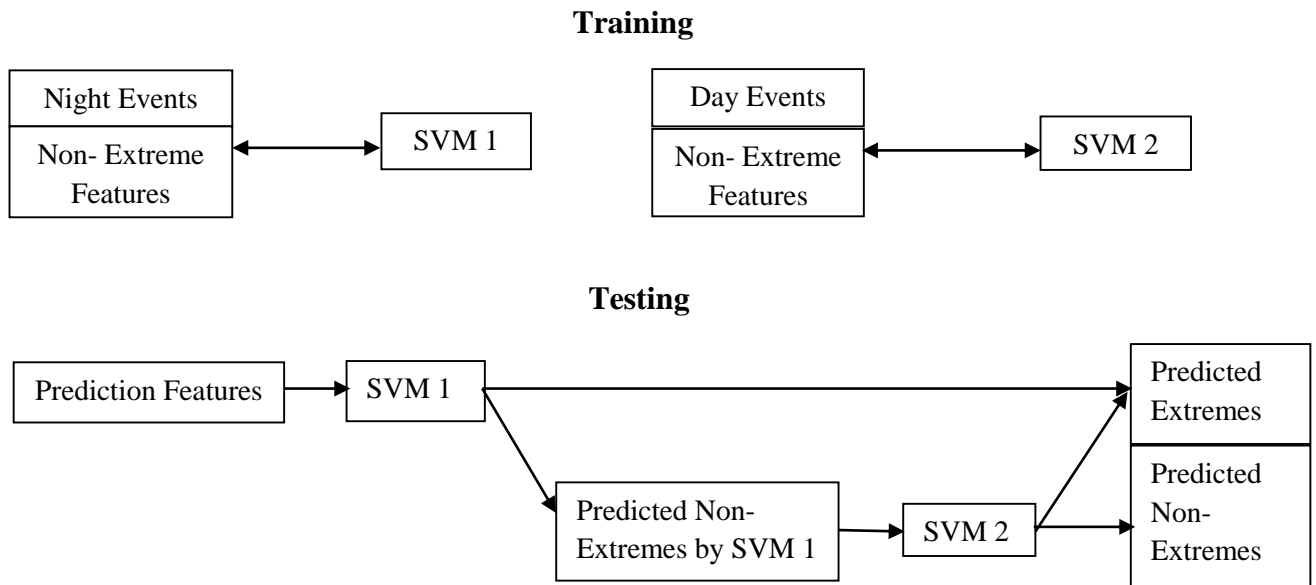 Training
Night Events
Non- Extreme
Features
SVM 1
Day Events
Non- Extreme
Features
SVM 2
Testing
Prediction Features
SVM 1
Predicted Non-
Extremes by SVM 1
SVM 2
Predicted
Extremes
Predicted
Non-
Extremes